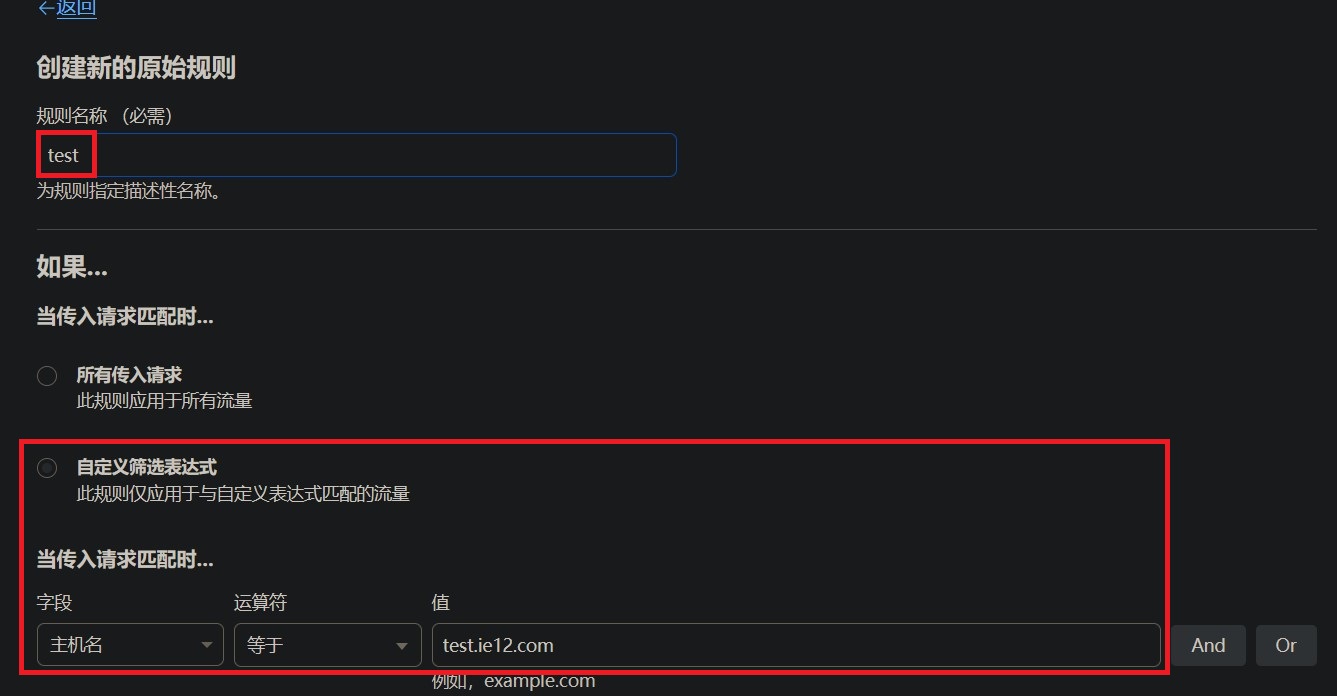 ←返回
创建新的原始规则
规则名称 （必需）
test
为规则指定描述性名称。
如果...
当传入请求匹配时...
所有传入请求
此规则应用于所有流量
自定义筛选表达式
此规则仅应用于与自定义表达式匹配的流量
当传入请求匹配时...
字段 运算符 值
主机名 等于 test.ie12.com And Or
例如，example.com